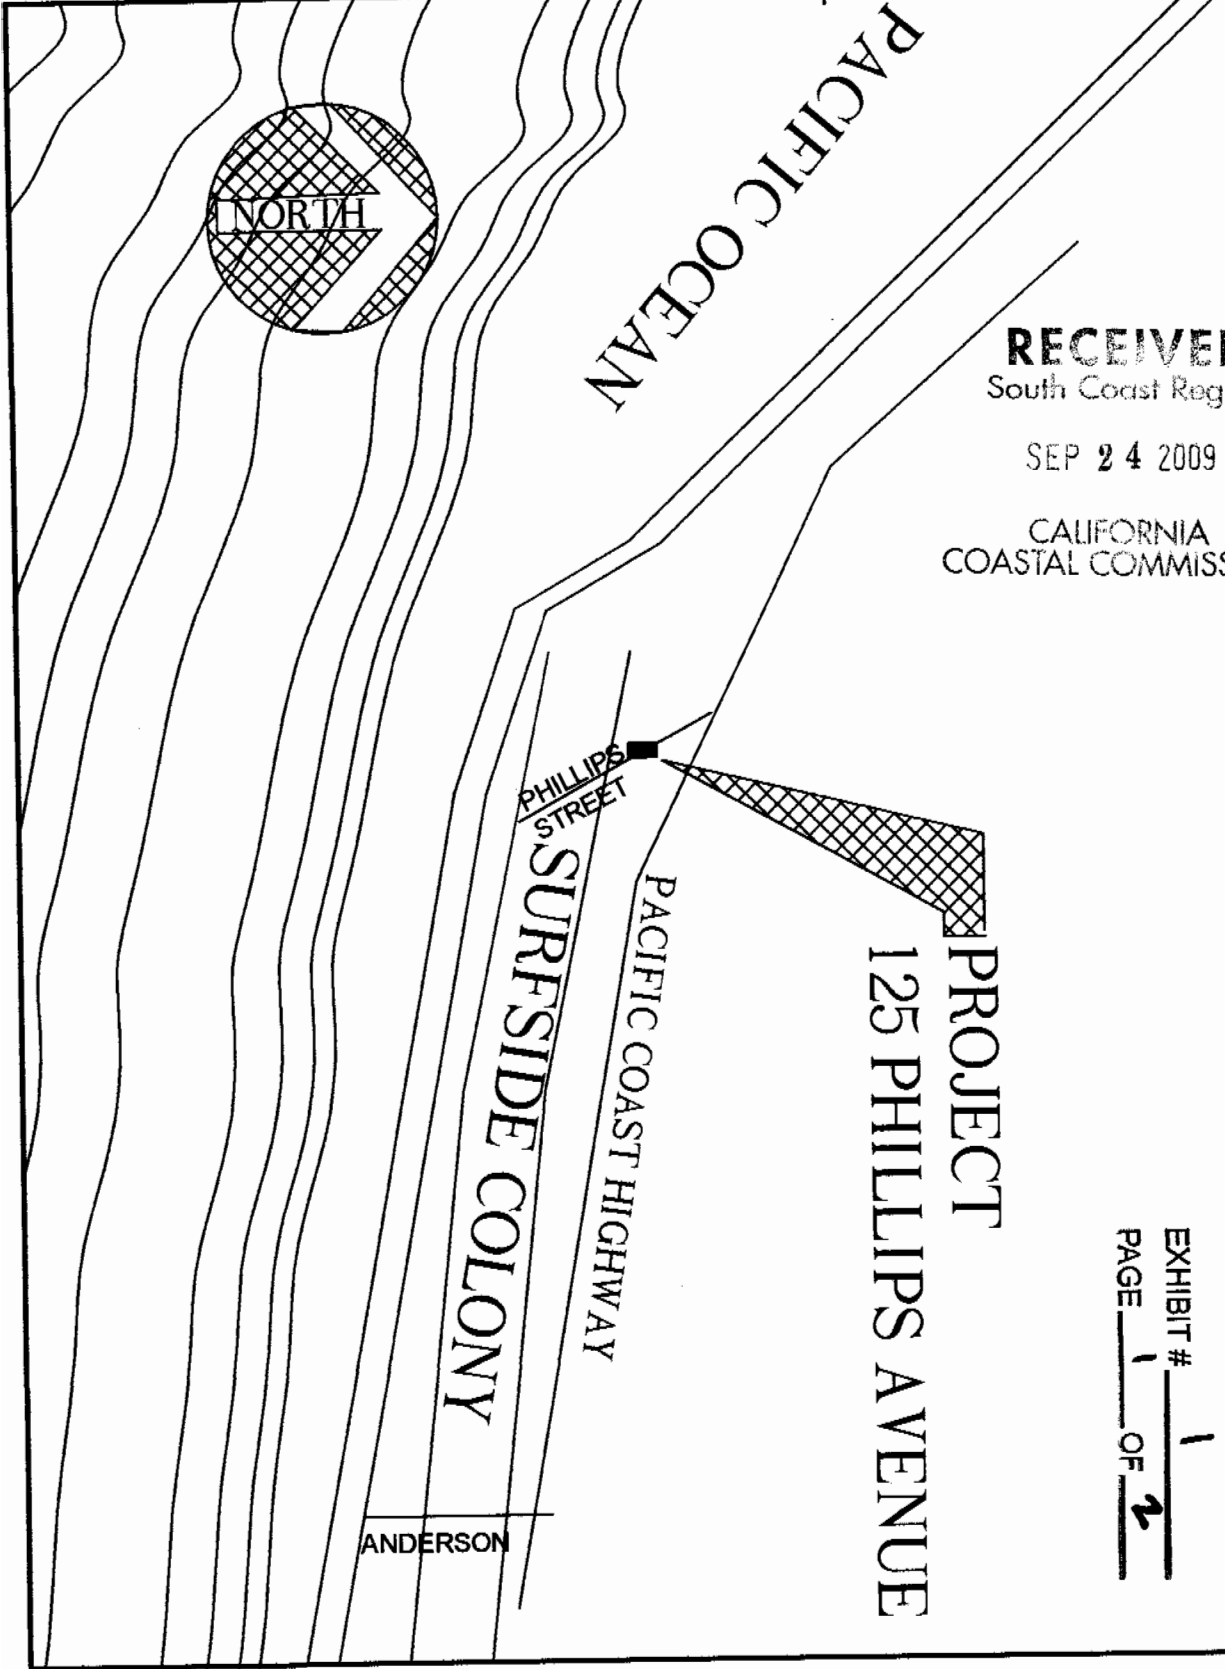 PACIFIC OCEAN
NORTH
RECEIVE
South Coast Reg
SEP 24 2009
CALIFORNIA
COASTAL COMMISS
PHILLIPS
STREET
SURFSIDE COLONY
PACIFIC COAST HIGHWAY
PROJECT
125 PHILLIPS AVENUE
ANDERSON
EXHIBIT # 1
PAGE 1 OF 2